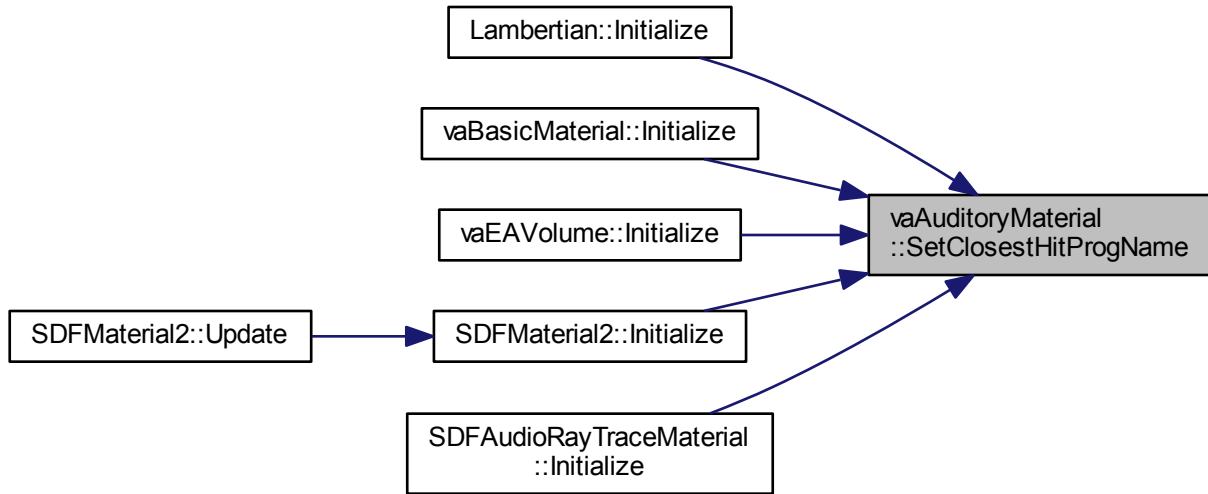 Lambertian::Initialize
vaBasicMaterial::Initialize
vaEAVolume::Initialize
vaAuditoryMaterial
::SetClosestHitProgName
SDFMaterial2::Update
SDFMaterial2::Initialize
SDFAudioRayTraceMaterial
::Initialize